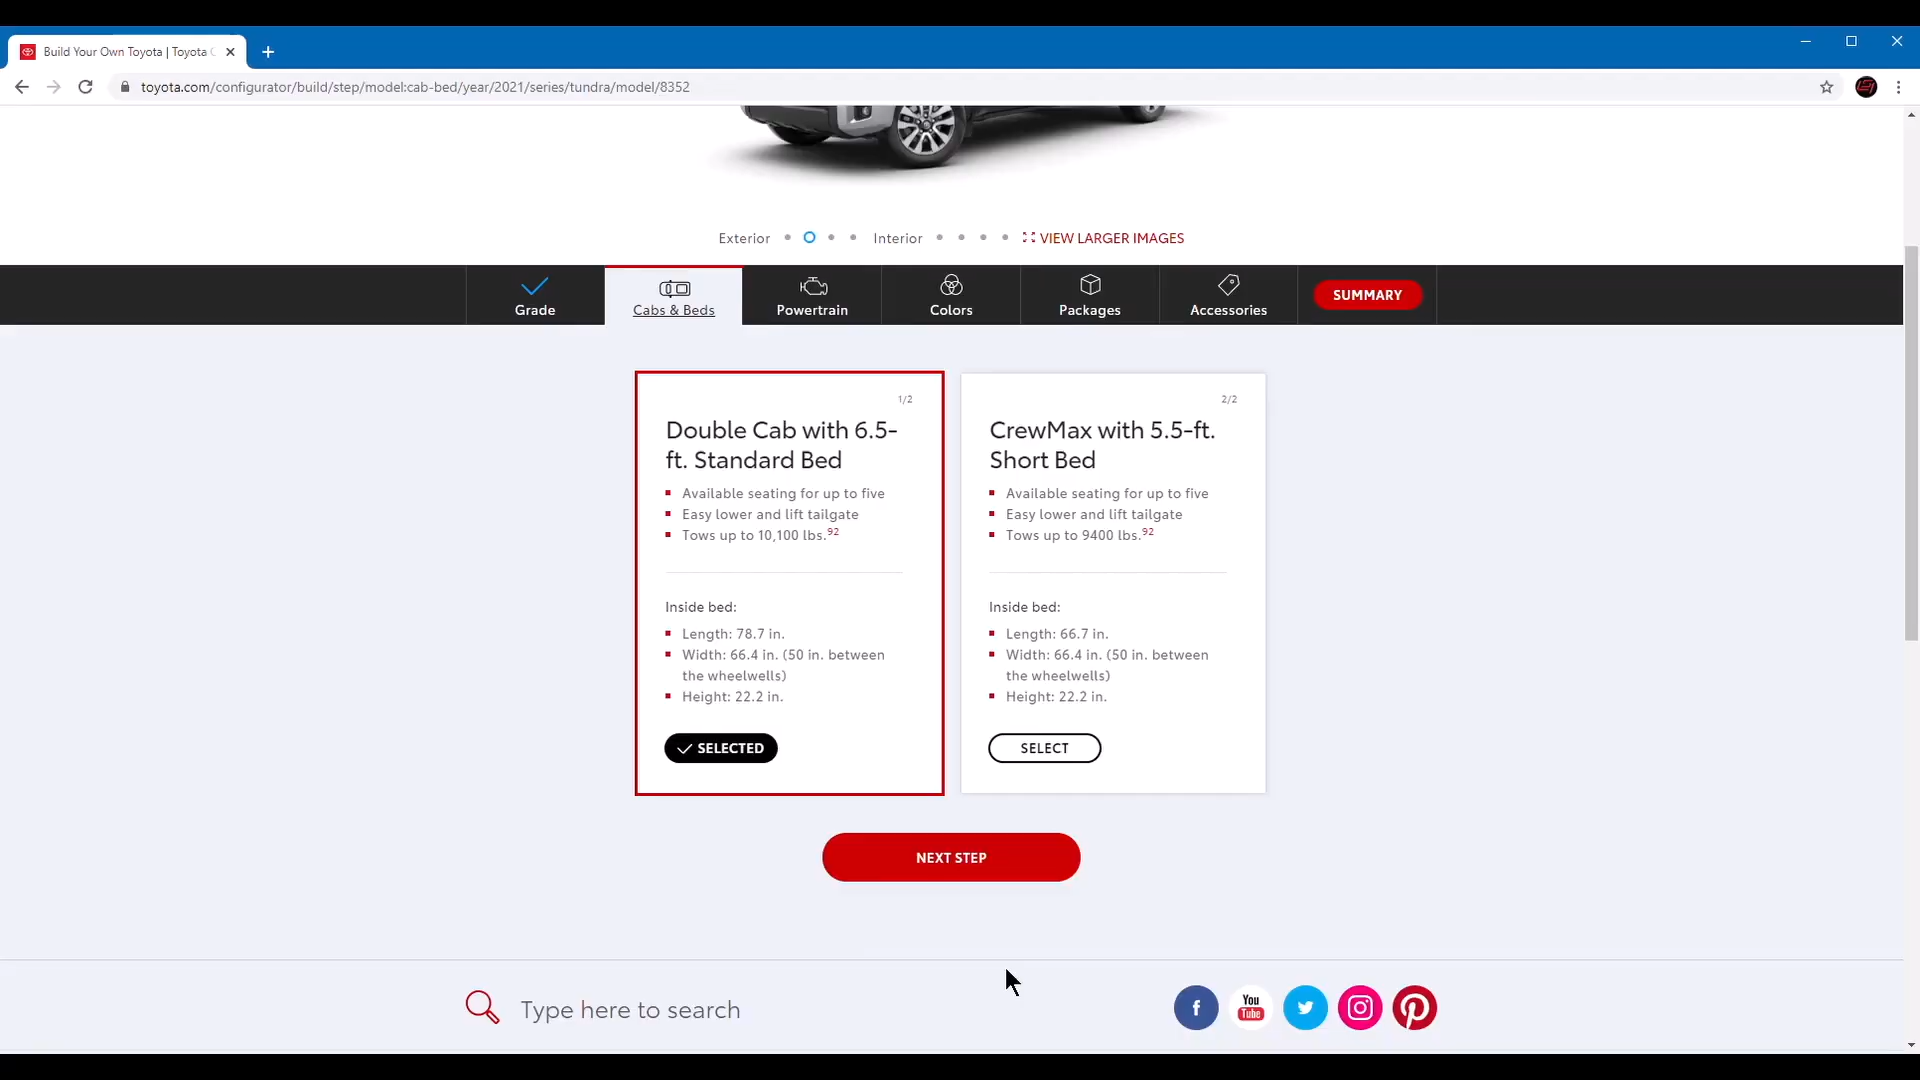 Build Your Own Toyota | Toyota
toyota.com/configurator/build/step/model:cab-bed/year/2021/series/tundra/model/8352
Exterior Interior VIEW LARGER IMAGES
Grade Cabs & Beds Powertrain Colors Packages Accessories SUMMARY
1/2
Double Cab with 6.5-
ft. Standard Bed
Available seating for up to five
Easy lower and lift tailgate
Tows up to 10,100 lbs.92
Inside bed:
Length: 78.7 in.
Width: 66.4 in. (50 in. between
the wheelwells)
Height: 22.2 in.
SELECTED
2/2
CrewMax with 5.5-ft.
Short Bed
Available seating for up to five
Easy lower and lift tailgate
Tows up to 9400 lbs.92
Inside bed:
Length: 66.7 in.
Width: 66.4 in. (50 in. between
the wheelwells)
Height: 22.2 in.
SELECT
NEXT STEP
Type here to search
f You Tube